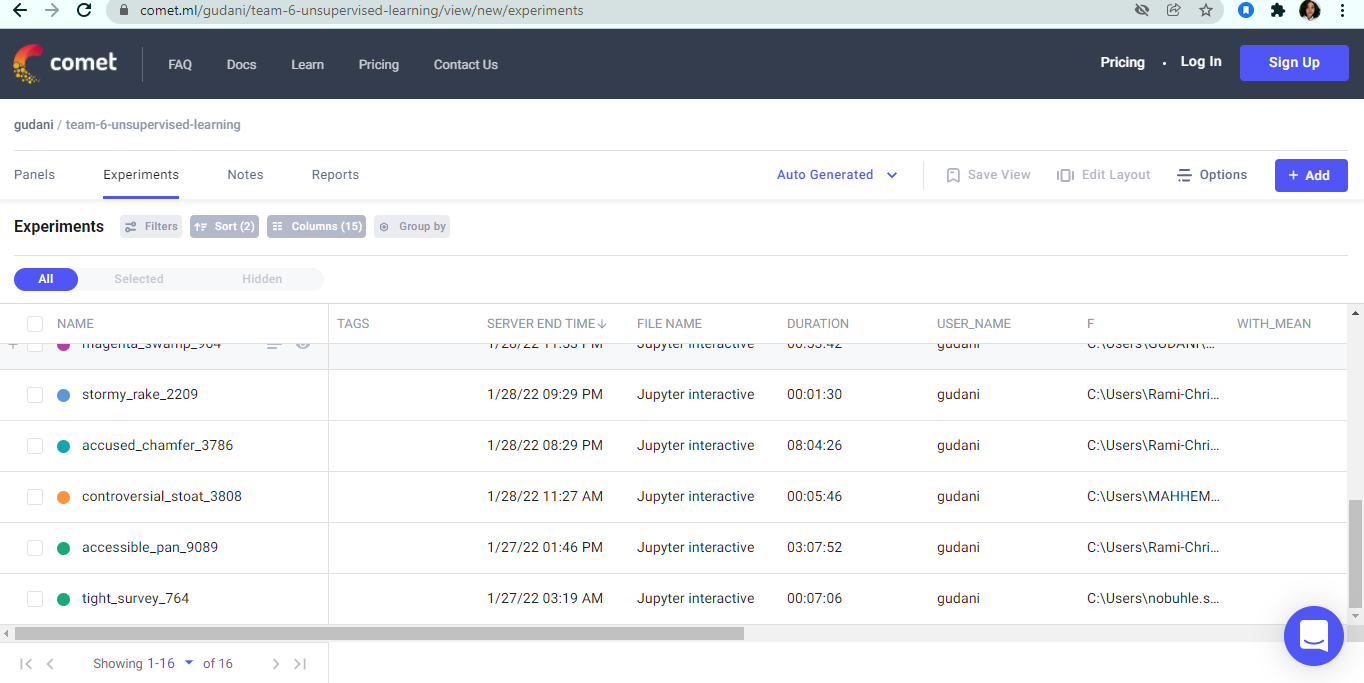 comet.ml/gudani/team-6-unsupervised-learning/view/new/experiments
comet FAQ Docs Learn Pricing Contact Us Pricing • Log In Sign Up
gudani / team-6-unsupervised-learning
Panels Experiments Notes Reports Auto Generated Save View Edit Layout Options + Add
Experiments Filters Sort (2) Columns (15) Group by
All Selected Hidden
NAME TAGS SERVER END TIME↓ FILE NAME DURATION USER_NAME F WITH_MEAN
magenta_swamp_964 1/28/22 11:53 PM Jupyter interactive 00:53:42 gudani C:\Users\GUDANI\...
stormy_rake_2209 1/28/22 09:29 PM Jupyter interactive 00:01:30 gudani C:\Users\Rami-Chri...
accused_chamfer_3786 1/28/22 08:29 PM Jupyter interactive 08:04:26 gudani C:\Users\Rami-Chri...
controversial_stoat_3808 1/28/22 11:27 AM Jupyter interactive 00:05:46 gudani C:\Users\MAHHEM...
accessible_pan_9089 1/27/22 01:46 PM Jupyter interactive 03:07:52 gudani C:\Users\Rami-Chri...
tight_survey_764 1/27/22 03:19 AM Jupyter interactive 00:07:06 gudani C:\Users\nobuhle.s...
Showing 1-16 of 16